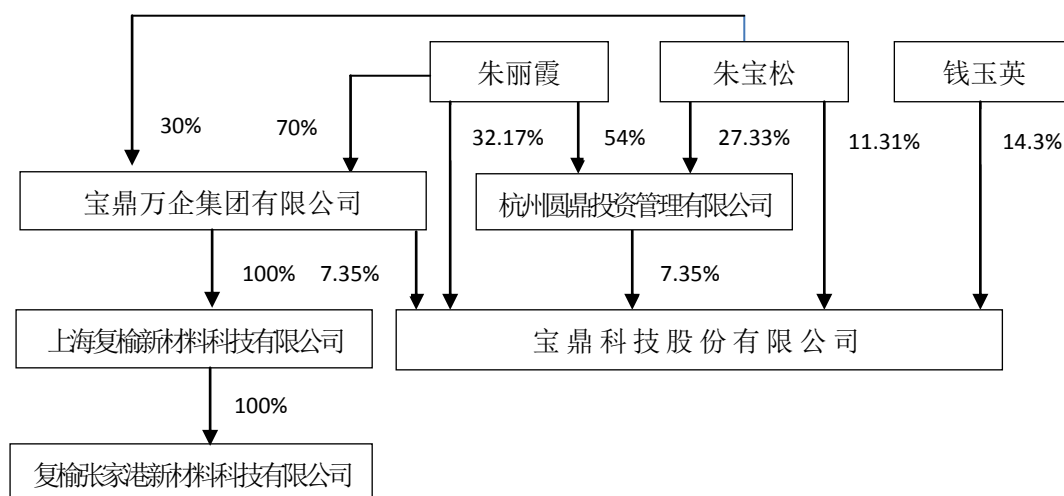 朱丽霞
朱宝松
钱玉英
30%
70%
32.17%
54%
27.33%
11.31%
14.3%
宝鼎万企集团有限公司
杭州圆鼎投资管理有限公司
100%
7.35%
7.35%
上海复榆新材料科技有限公司
宝鼎科技股份有限公司
100%
复榆张家港新材料科技有限公司